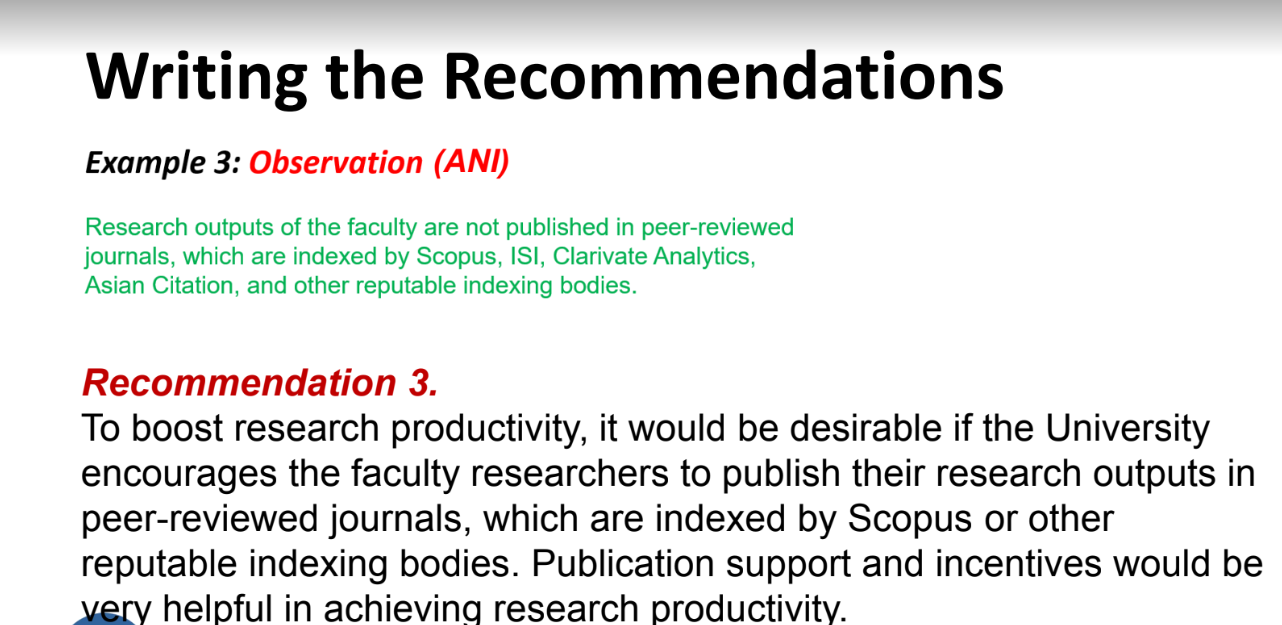 Writing the Recommendations
Example 3: Observation (ANI)
Research outputs of the faculty are not published in peer-reviewed
journals, which are indexed by Scopus, ISI, Clarivate Analytics,
Asian Citation, and other reputable indexing bodies.
Recommendation 3.
To boost research productivity, it would be desirable if the University
encourages the faculty researchers to publish their research outputs in
peer-reviewed journals, which are indexed by Scopus or other
reputable indexing bodies. Publication support and incentives would be
very helpful in achieving research productivity.